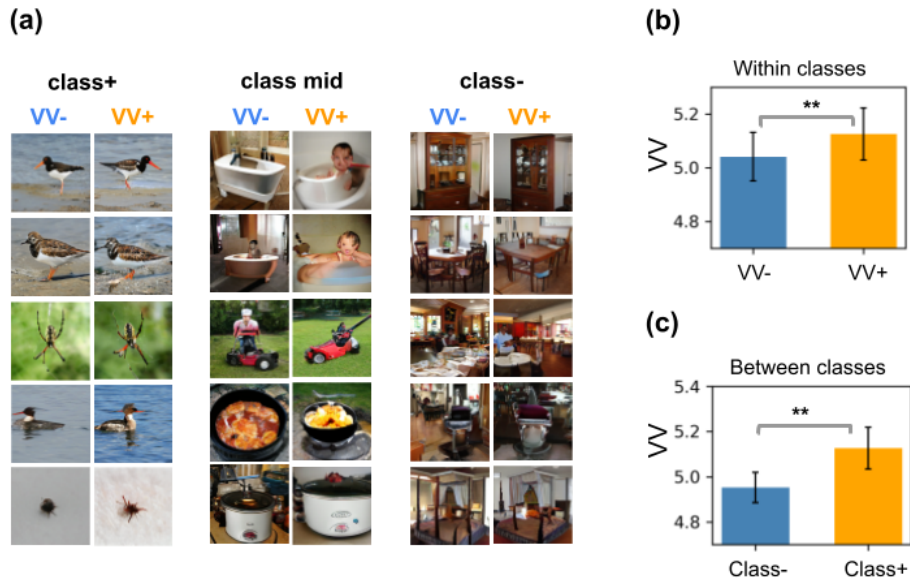 (a)
class+
class mid
class-
VV-
VV+
VV-
VV+
VV-
VV+
(b)
Within classes
**
VV
5.2
5.0
4.8
VV-
VV+
(c)
Between classes
**
VV
5.4
5.2
5.0
4.8
Class-
Class+